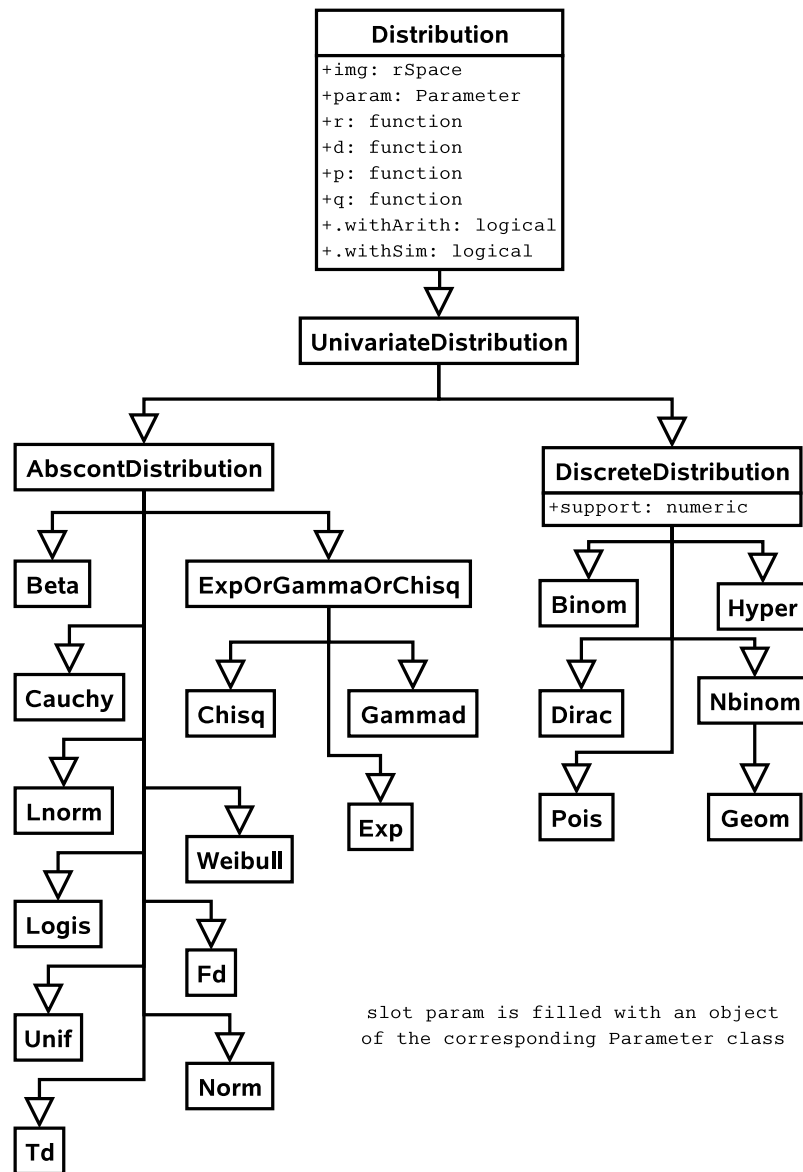 Distribution
+img: rSpace
+param: Parameter
+r: function
+d: function
+p: function
+q: function
+.withArith: logical
+.withSim: logical
UnivariateDistribution
AbscontDistribution
DiscreteDistribution
+support: numeric
Beta
ExpOrGammaOrChisq
Binom
Hyper
Cauchy
Chisq
Gammad
Dirac
Nbinom
Lnorm
Weibull
Exp
Pois
Geom
Logis
Fd
Unif
Norm
Td
slot param is filled with an object
of the corresponding Parameter class